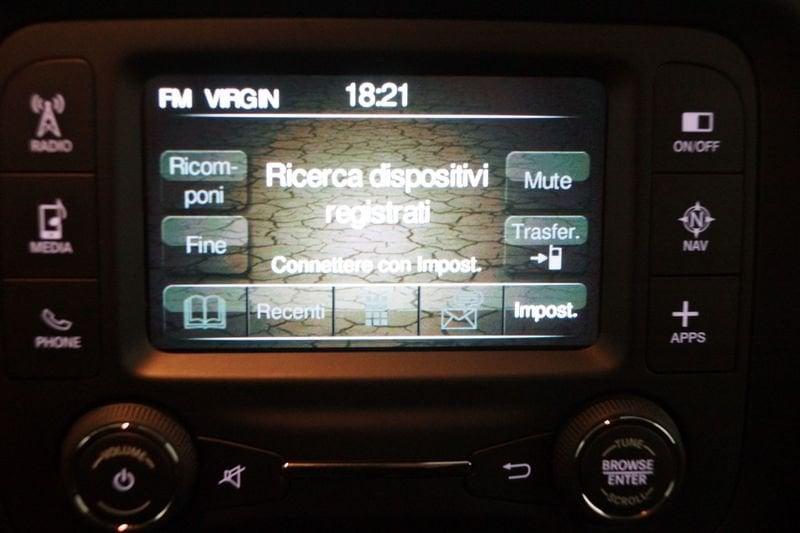 FM VIRGIN 18:21
RADIO
MEDIA
PHONE
Ricom-
poni
Fine
Ricerca dispositivi
registrati
Connettere con Impost.
Mute
Trasfer.
Recenti
Impost.
ON/OFF
N
NAV
APPS
VOLUME
TUNE
BROWSE
ENTER
SCROLL